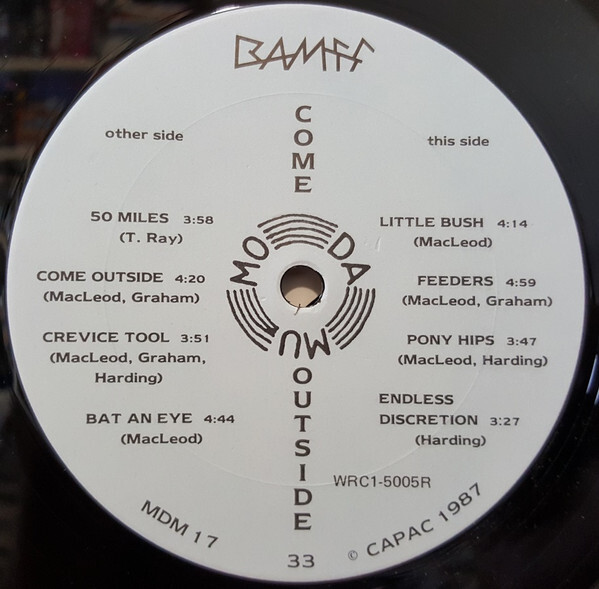 BAMFF
COME
other side
50 MILES 3:58
(T. Ray)
COME OUTSIDE 4:20
(MacLeod, Graham)
CREVICE TOOL 3:51
(MacLeod, Graham,
Harding)
BAT AN EYE 4:44
(MacLeod)
this side
LITTLE BUSH 4:14
(MacLeod)
FEEDERS 4:59
(MacLeod, Graham)
PONY HIPS 3:47
(MacLeod, Harding)
ENDLESS
DISCRETION 3:27
(Harding)
MO DA MU
OUTSIDE
WRC1-5005R
MDM 17
33
© CAPAC 1987